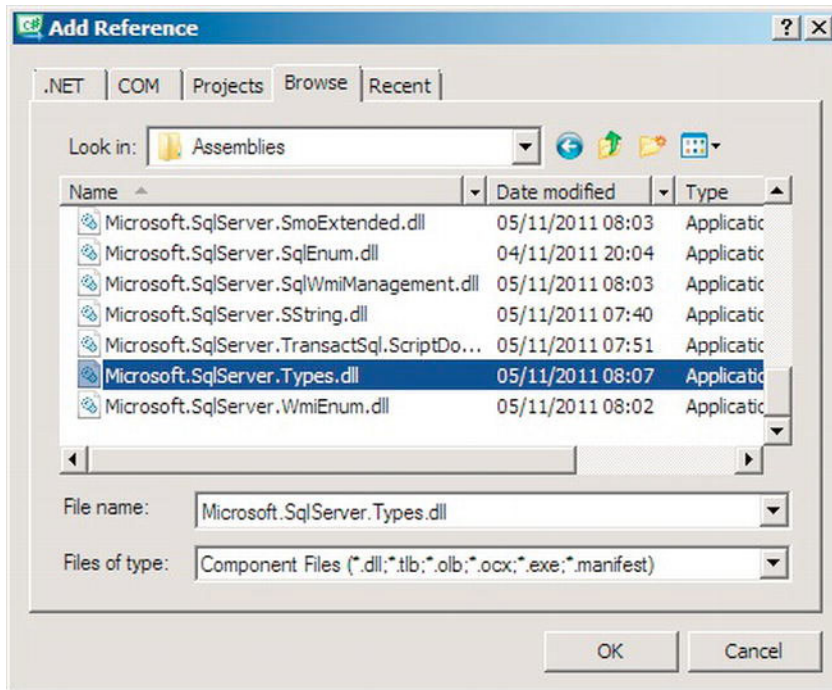 Add Reference
.NET COM Projects Browse Recent
Look in: Assemblies
Name Date modified Type
Microsoft.SqlServer.SmoExtended.dll 05/11/2011 08:03 Applicatic
Microsoft.SqlServer.SqlEnum.dll 04/11/2011 20:04 Applicatic
Microsoft.SqlServer.SqlWmiManagement.dll 05/11/2011 08:03 Applicatic
Microsoft.SqlServer.SString.dll 05/11/2011 07:40 Applicatic
Microsoft.SqlServer.TransactSql.ScriptDo... 05/11/2011 07:51 Applicatic
Microsoft.SqlServer.Types.dll 05/11/2011 08:07 Applicatic
Microsoft.SqlServer.WmiEnum.dll 05/11/2011 08:02 Applicatic
File name: Microsoft.SqlServer.Types.dll
Files of type: Component Files (*.dll;*.tlb;*.olb;*.ocx;*.exe;*.manifest)
OK Cancel